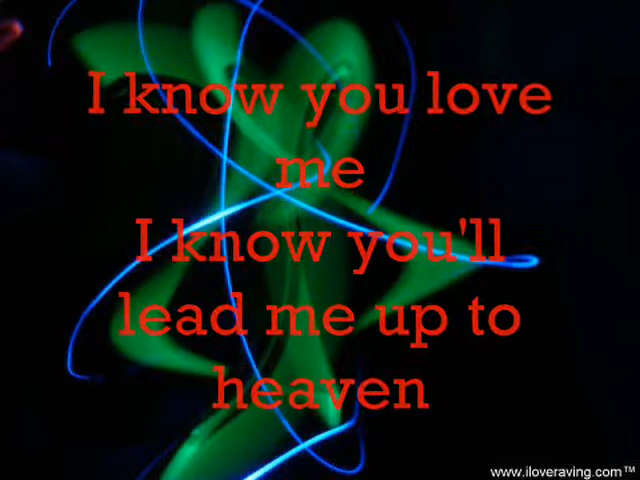 I know you love
me
I know you'll
lead me up to
heaven
www.iloveraving.com™